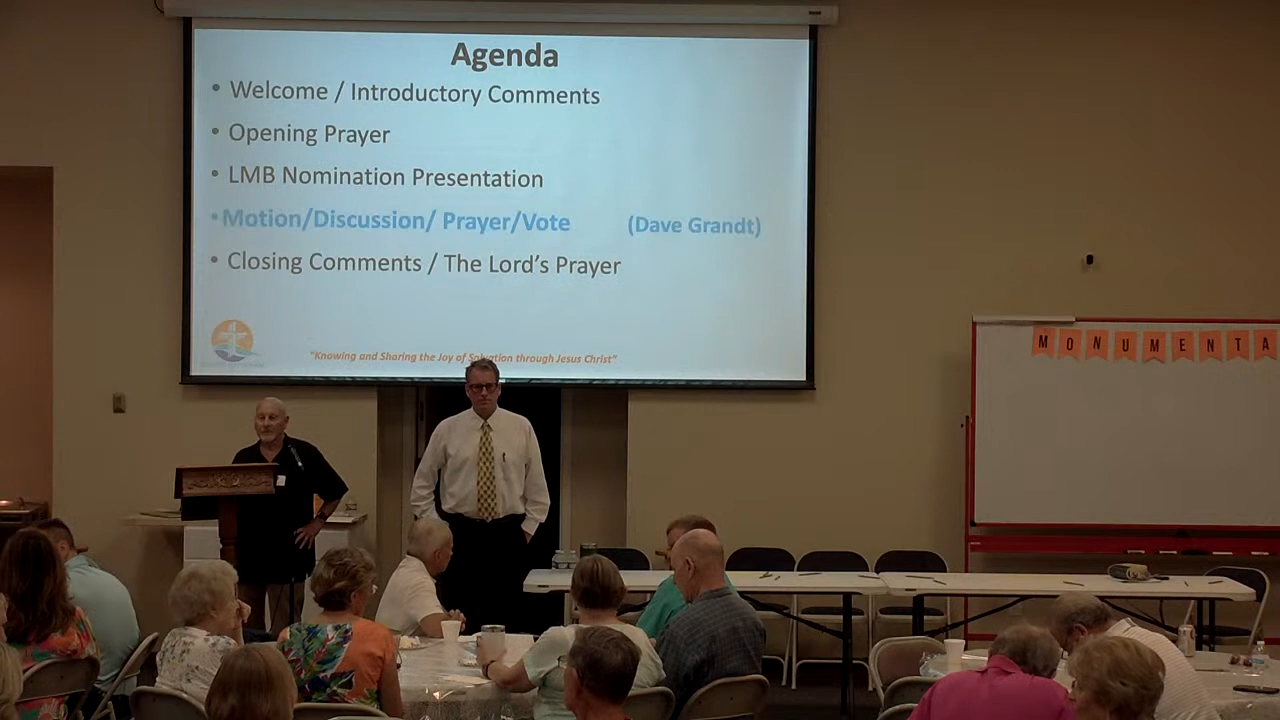 Agenda
• Welcome / Introductory Comments
• Opening Prayer
• LMB Nomination Presentation
• Motion/Discussion/ Prayer/Vote (Dave Grandt)
• Closing Comments / The Lord's Prayer
"Knowing and Sharing the Joy of Salvation through Jesus Christ"
MONUMENTA